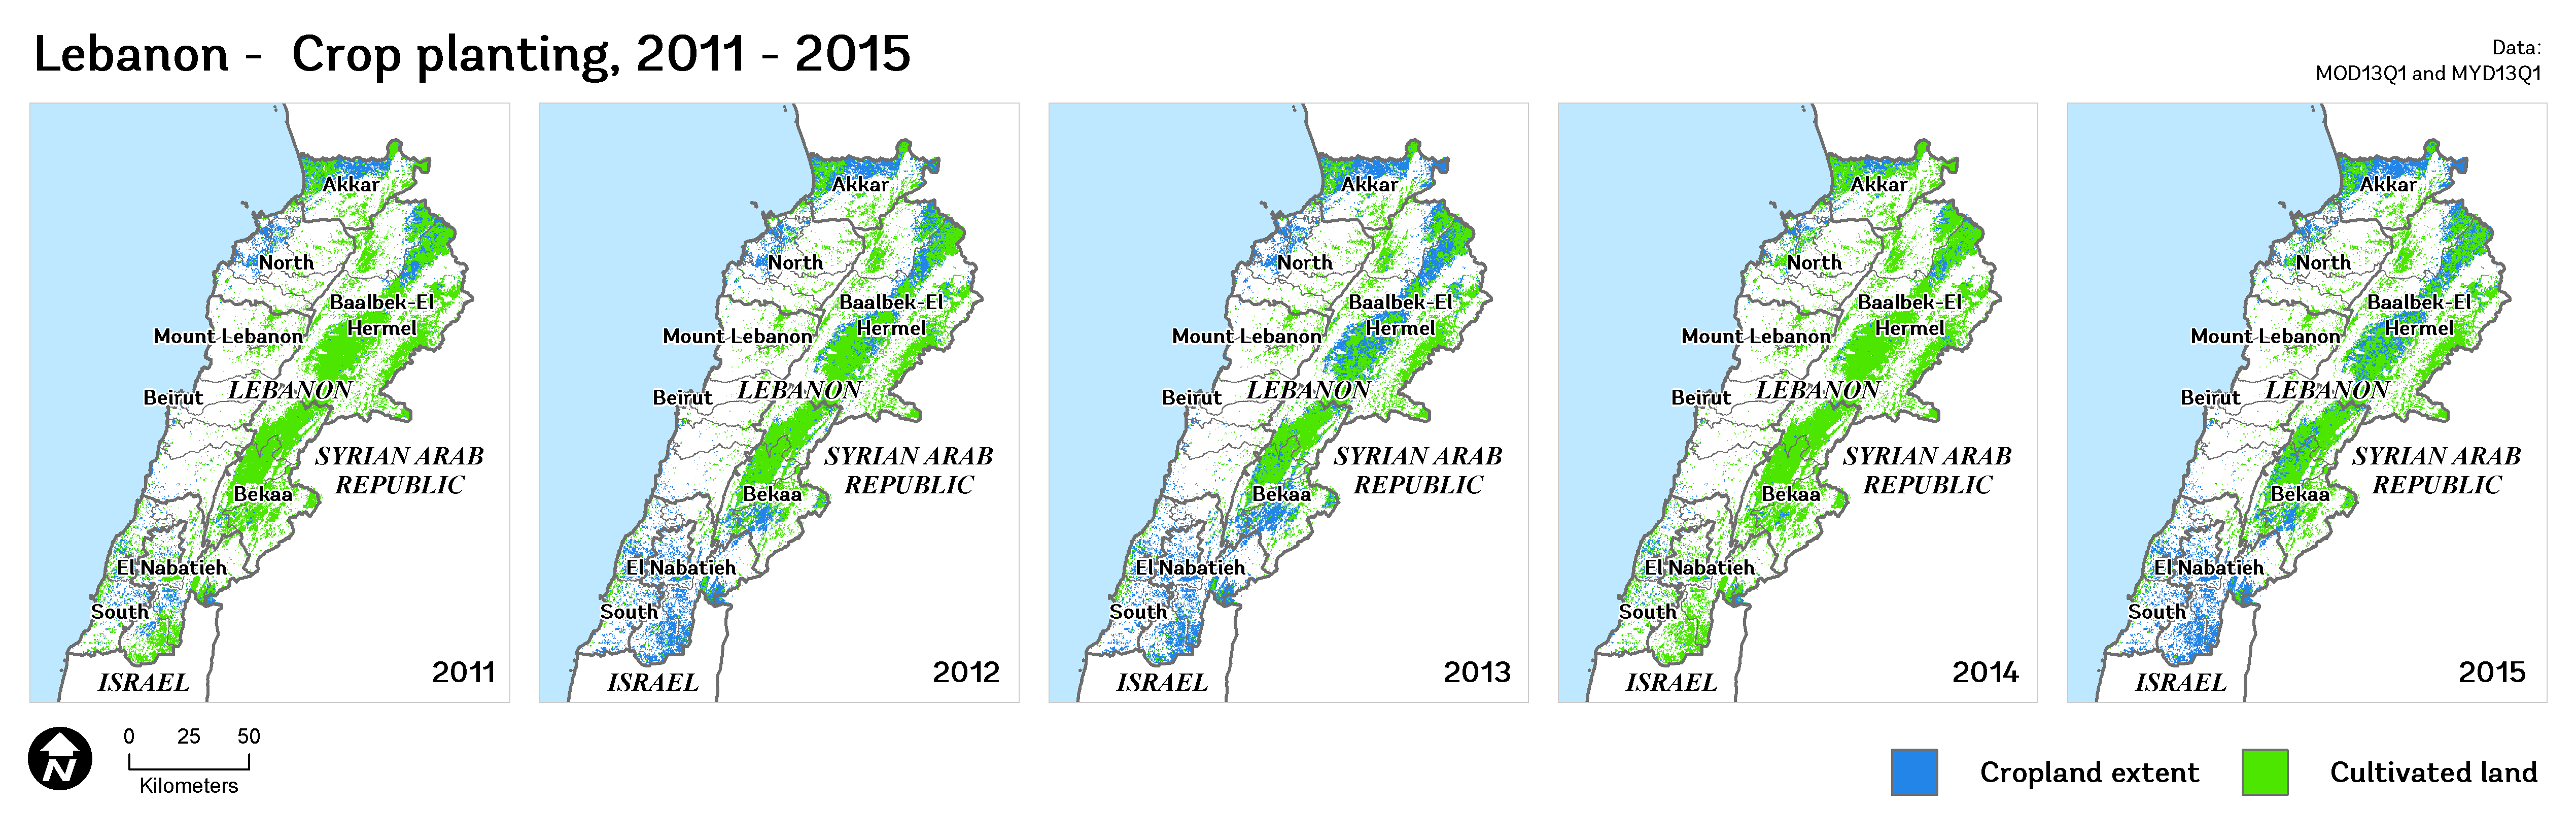 Lebanon -  Crop planting, 2011 - 2015
Data:
MOD13Q1 and MYD13Q1
Akkar
North
Baalbek-El
Hermel
Mount Lebanon
LEBANON
Beirut
SYRIAN ARAB
REPUBLIC
Bekaa
El Nabatieh
South
ISRAEL
2011
Akkar
North
Baalbek-El
Hermel
Mount Lebanon
LEBANON
Beirut
SYRIAN ARAB
REPUBLIC
Bekaa
El Nabatieh
South
ISRAEL
2012
Akkar
North
Baalbek-El
Hermel
Mount Lebanon
LEBANON
Beirut
SYRIAN ARAB
REPUBLIC
Bekaa
El Nabatieh
South
ISRAEL
2013
Akkar
North
Baalbek-El
Hermel
Mount Lebanon
LEBANON
Beirut
SYRIAN ARAB
REPUBLIC
Bekaa
El Nabatieh
South
ISRAEL
2014
Akkar
North
Baalbek-El
Hermel
Mount Lebanon
LEBANON
Beirut
SYRIAN ARAB
REPUBLIC
Bekaa
El Nabatieh
South
ISRAEL
2015
N
0 25 50
Kilometers
Cropland extent
Cultivated land